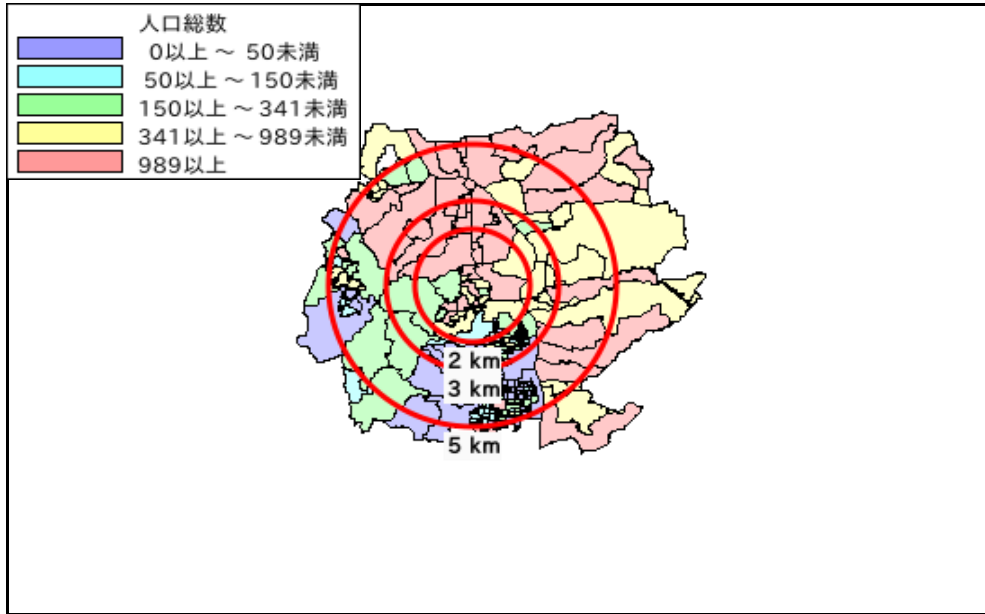 人口総数
0以上 ～ 50未満
50以上 ～ 150未満
150以上 ～ 341未満
341以上 ～ 989未満
989以上
2 km
3 km
5 km